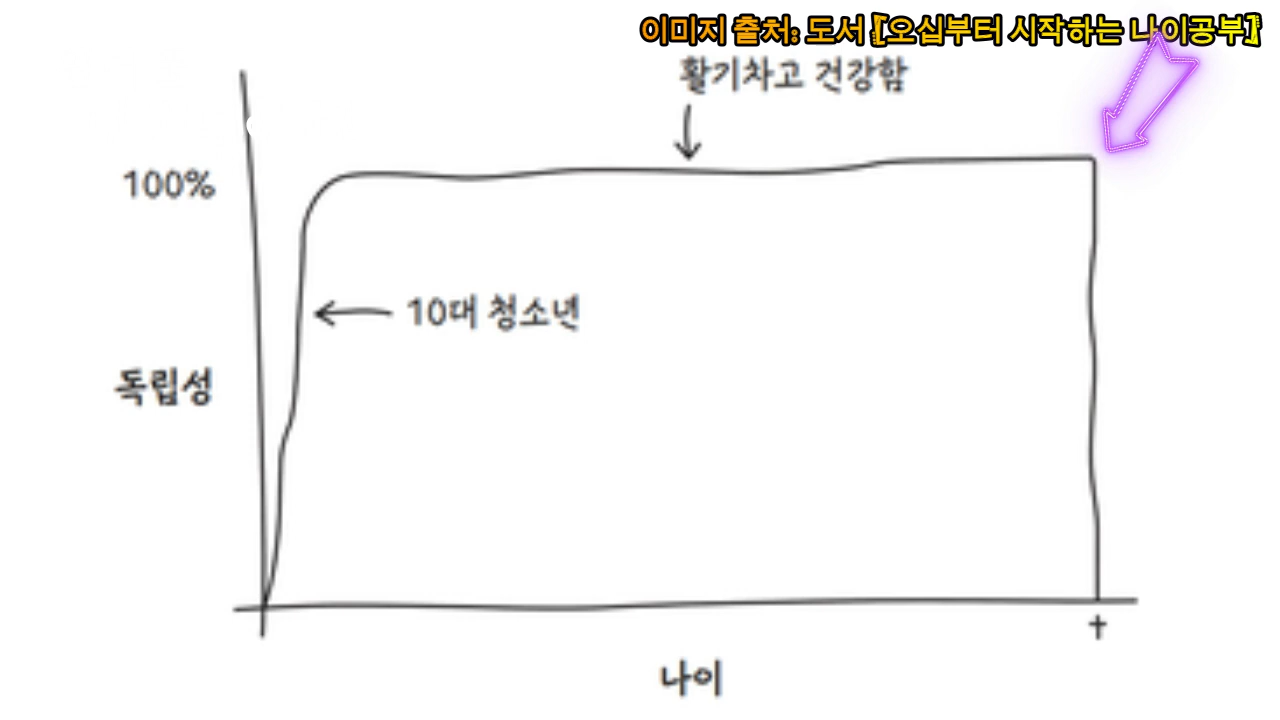 이미지 출처: 도서 〖오십부터 시작하는 나이공부〗
활기차고 건강함
100%
10대 청소년
독립성
†
나이